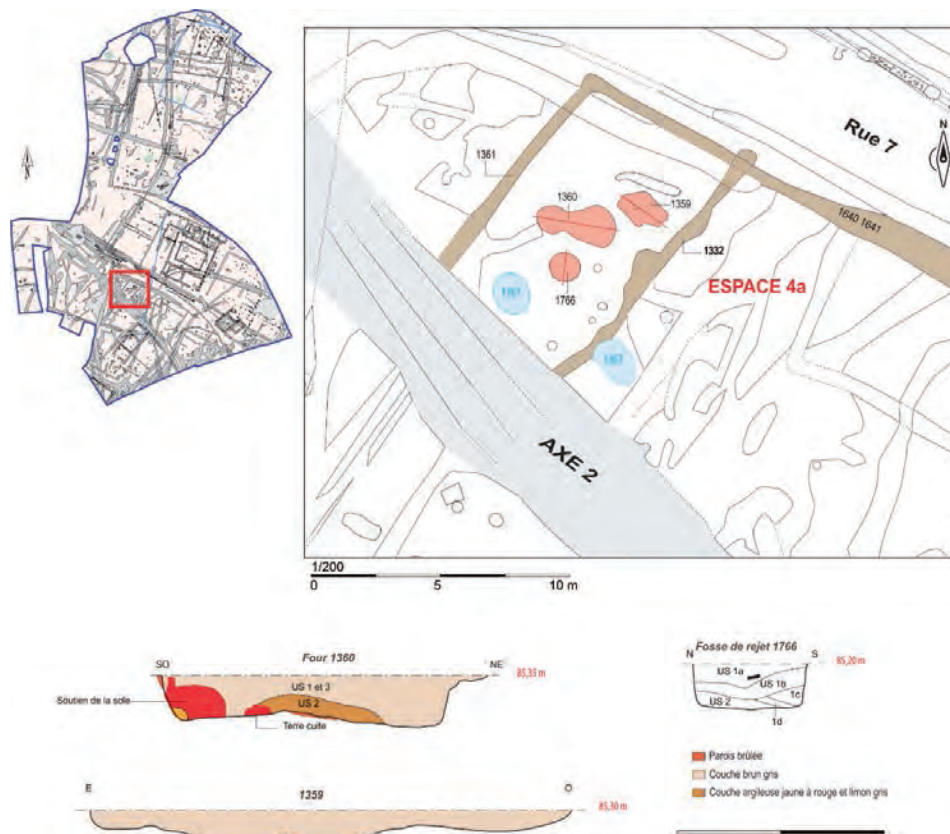 N
Rue 7
1361
1360
1359
1640 1641
1332
ESPACE 4a
1766
AXE 2
1/200
0 5 10 m
Four 1360
SO NE
85,35 m
US 1 et 3
Soutien de la sole
US 2
Terre cuite
Fosse de rejet 1766
N S
85,20 m
US 1a
US 1b
1c
US 2
1d
Parois brûlée
Couche brun gris
Couche argileuse jaune à rouge et limon gris
E 1359 O
85,30 m